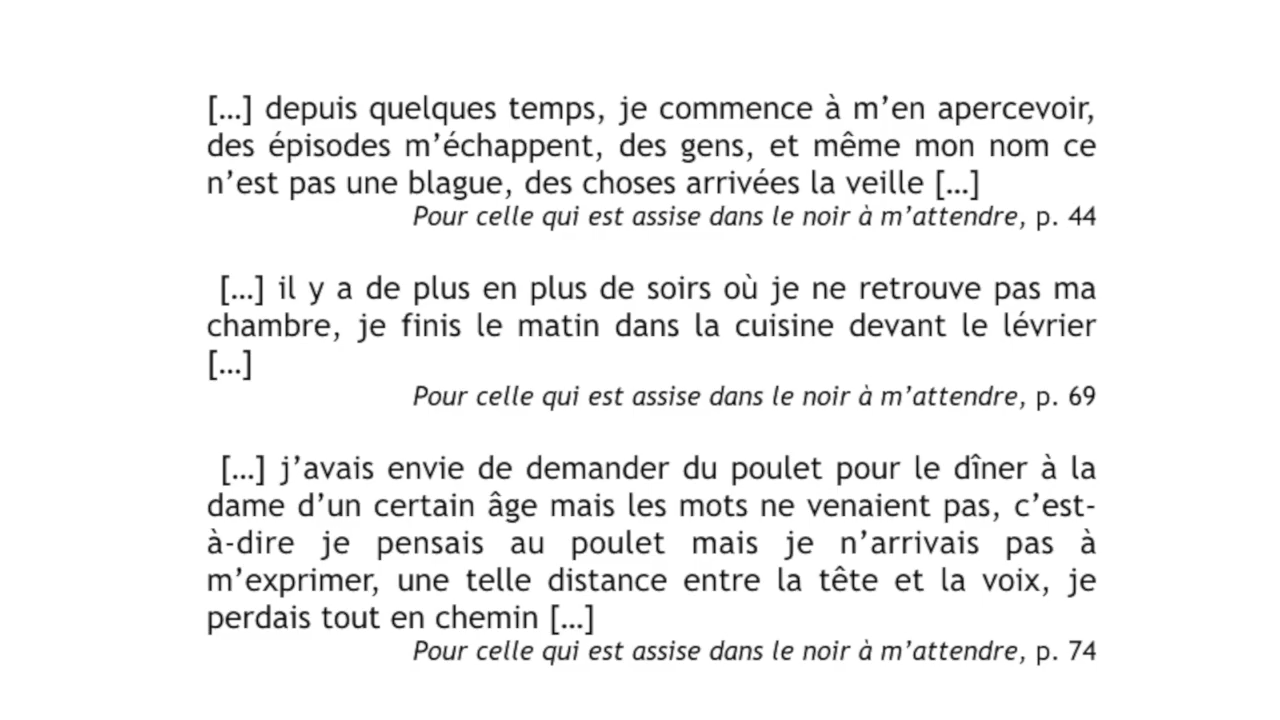 […] depuis quelques temps, je commence à m’en apercevoir,
des épisodes m’échappent, des gens, et même mon nom ce
n’est pas une blague, des choses arrivées la veille […]
Pour celle qui est assise dans le noir à m’attendre, p. 44
[…] il y a de plus en plus de soirs où je ne retrouve pas ma
chambre, je finis le matin dans la cuisine devant le lévrier
[…]
Pour celle qui est assise dans le noir à m’attendre, p. 69
[…] j’avais envie de demander du poulet pour le dîner à la
dame d’un certain âge mais les mots ne venaient pas, c’est-
à-dire je pensais au poulet mais je n’arrivais pas à
m’exprimer, une telle distance entre la tête et la voix, je
perdais tout en chemin […]
Pour celle qui est assise dans le noir à m’attendre, p. 74